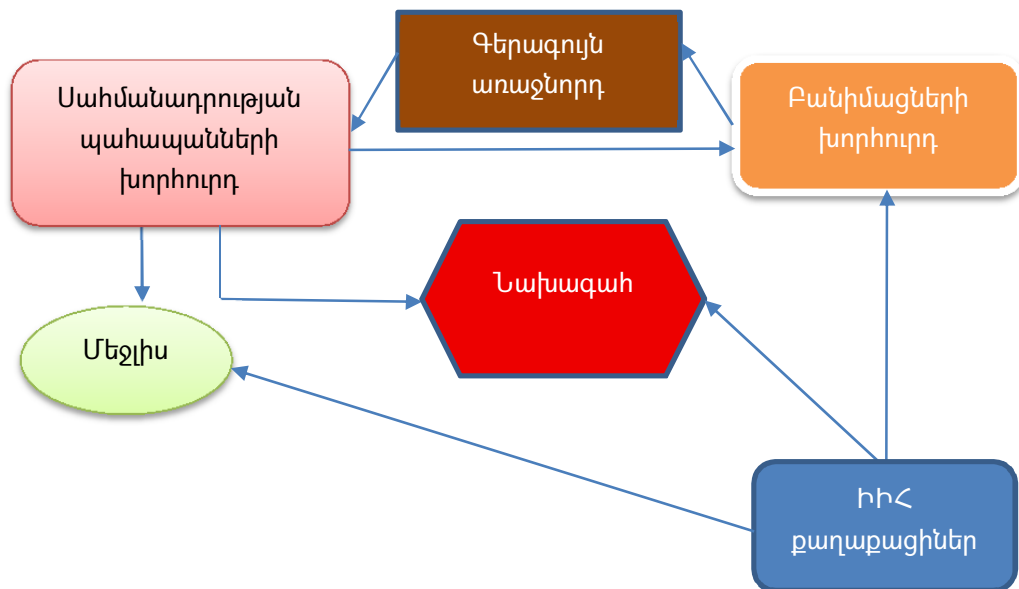 Գերագույն
առաջնորդ
Սահմանադրության
պահապանների
խորհուրդ
Բանիմացների
խորհուրդ
Նախագահ
Մեջլիս
ԻԻՀ
քաղաքացիներ